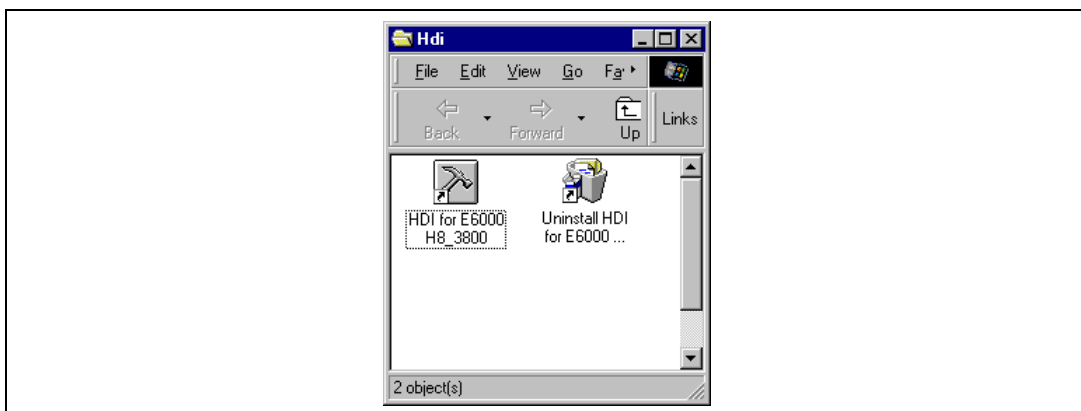 Hdi
File Edit View Go Fa
Back Forward Up Links
HDI for E6000
H8_3800
Uninstall HDI
for E6000 ...
2 object(s)